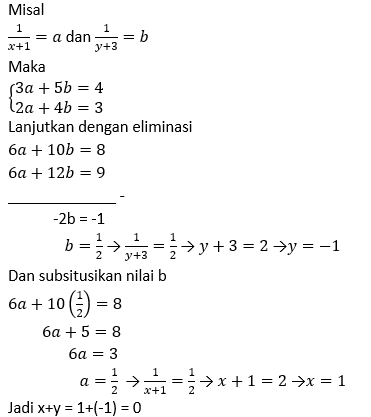 Misal
1/(x+1) = a dan 1/(y+3) = b
Maka
{3a + 5b = 4
{2a + 4b = 3
Lanjutkan dengan eliminasi
6a + 10b = 8
6a + 12b = 9
_______________ -
-2b = -1
b = 1/2 → 1/(y+3) = 1/2 → y + 3 = 2 → y = −1
Dan subsitusikan nilai b
6a + 10 (1/2) = 8
6a + 5 = 8
6a = 3
a = 1/2 → 1/(x+1) = 1/2 → x + 1 = 2 → x = 1
Jadi x+y = 1+(-1) = 0